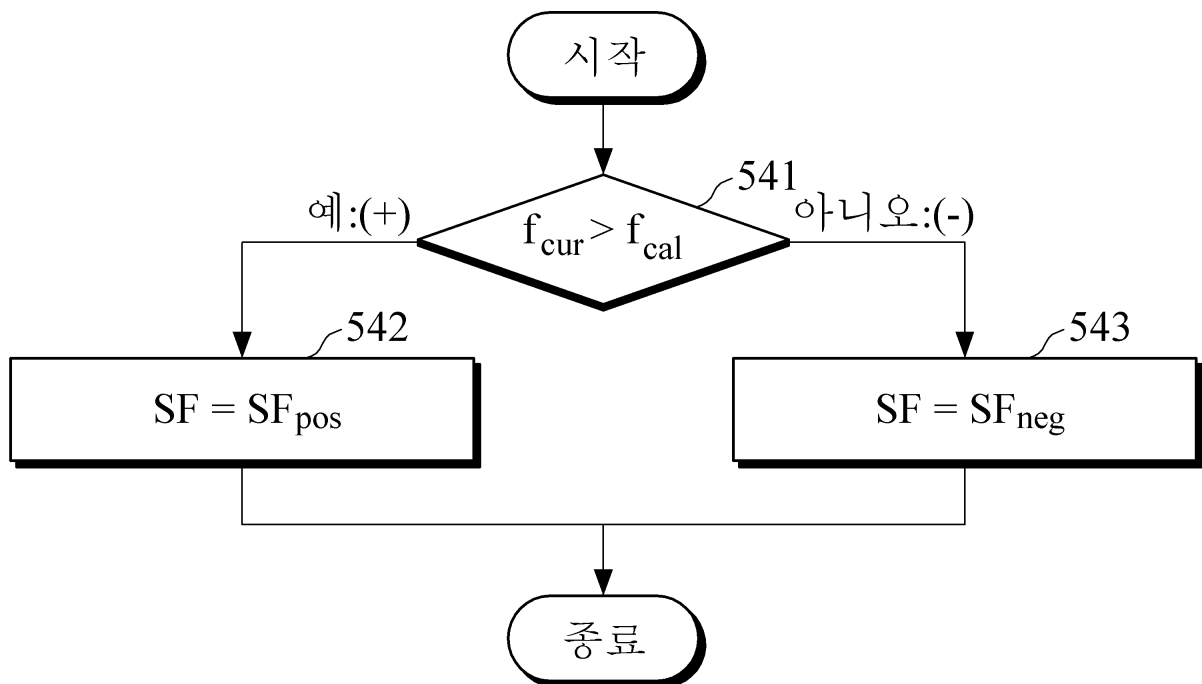 시작
541
예:(+)
f_cur > f_cal
아니오:(-)
542
543
SF = SF_pos
SF = SF_neg
종료